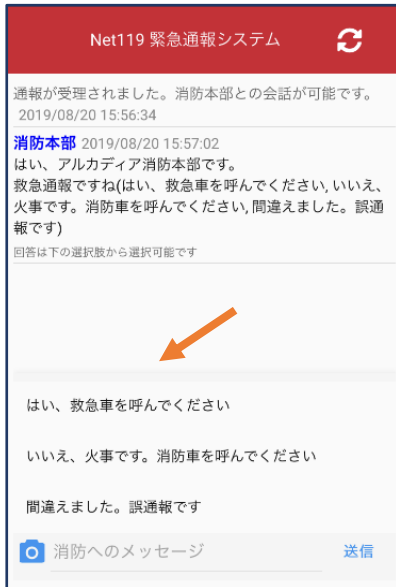 Net119 緊急通報システム
通報が受理されました。消防本部との会話が可能です。
2019/08/20 15:56:34
消防本部 2019/08/20 15:57:02
はい、アルカディア消防本部です。
救急通報ですね(はい、救急車を呼んでください, いいえ、
火事です。消防車を呼んでください, 間違えました。誤通
報です)
回答は下の選択肢から選択可能です
はい、救急車を呼んでください
いいえ、火事です。消防車を呼んでください
間違えました。誤通報です
消防へのメッセージ 送信